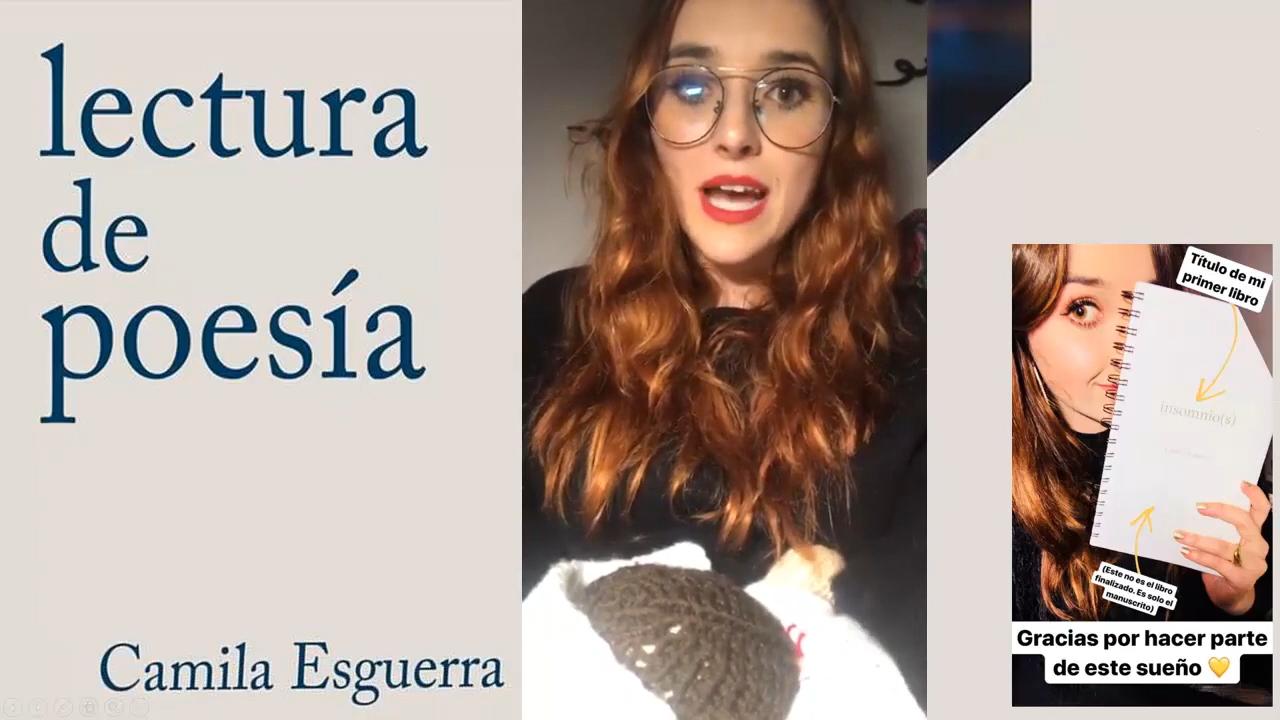 lectura
de
poesía
Camila Esguerra
Título de mi
primer libro
insomnio(s)
(Este no es el libro
finalizado. Es solo el
manuscrito)
Gracias por hacer parte
de este sueño 💛